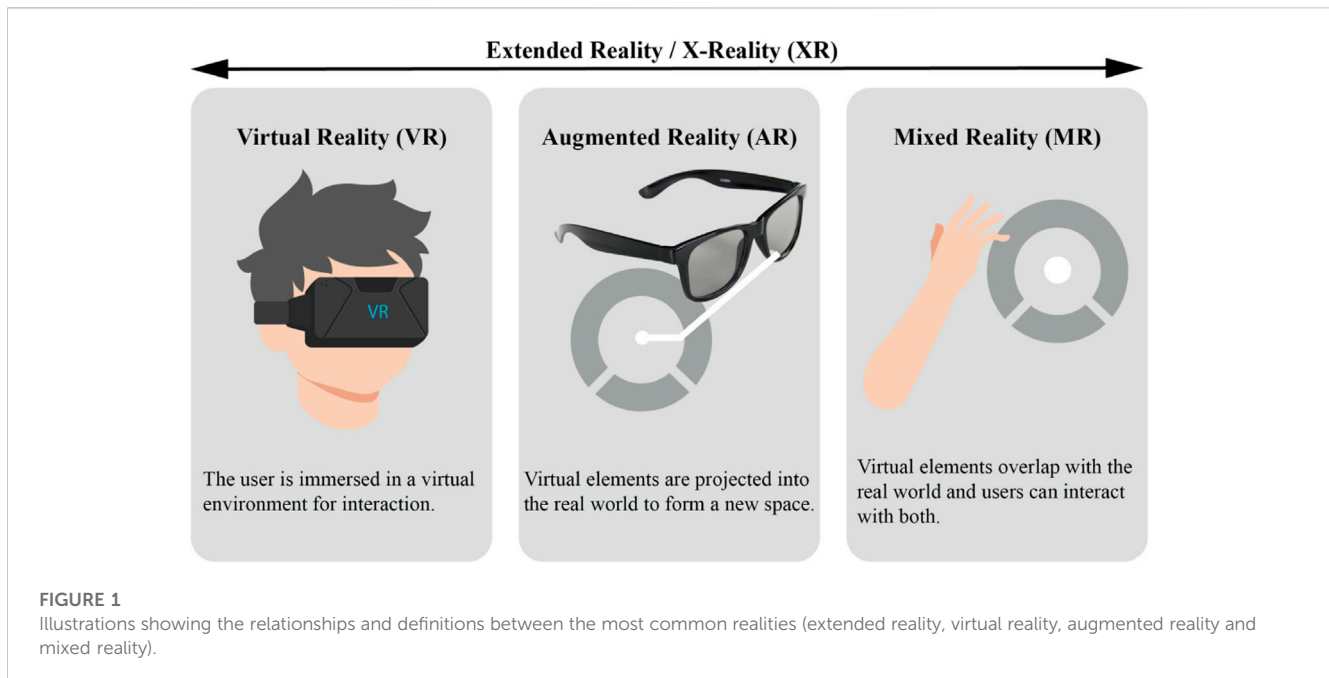 Extended Reality / X-Reality (XR)
Virtual Reality (VR)
VR
The user is immersed in a virtual
environment for interaction.
Augmented Reality (AR)
Virtual elements are projected into
the real world to form a new space.
Mixed Reality (MR)
Virtual elements overlap with the
real world and users can interact
with both.
FIGURE 1
Illustrations showing the relationships and definitions between the most common realities (extended reality, virtual reality, augmented reality and
mixed reality).